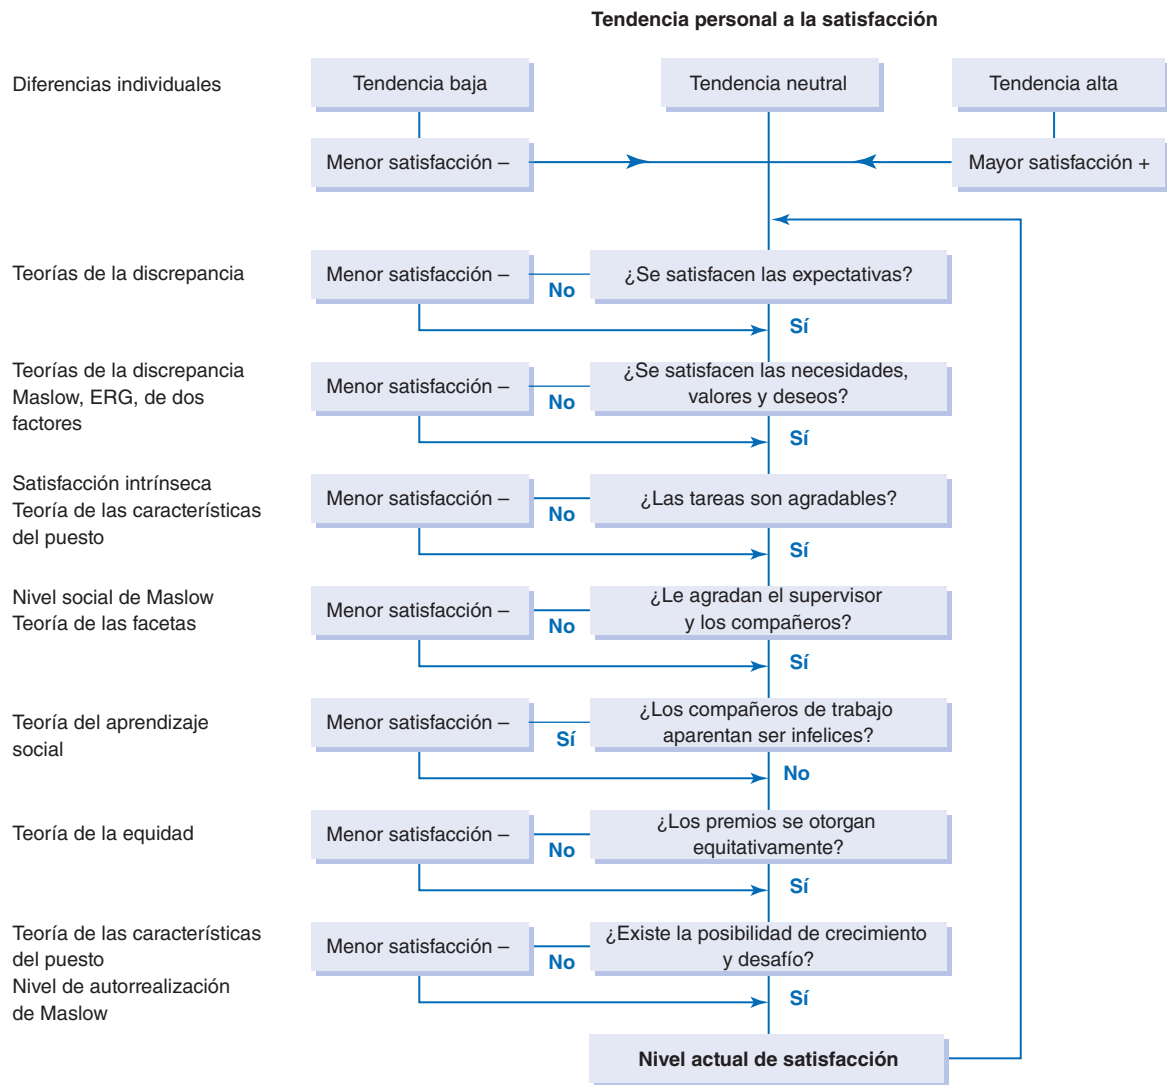 Tendencia personal a la satisfacción
Diferencias individuales
Tendencia baja
Tendencia neutral
Tendencia alta
Menor satisfacción –
Mayor satisfacción +
Teorías de la discrepancia
Menor satisfacción –
No
¿Se satisfacen las expectativas?
Sí
Teorías de la discrepancia
Maslow, ERG, de dos
factores
Menor satisfacción –
No
¿Se satisfacen las necesidades,
valores y deseos?
Sí
Satisfacción intrínseca
Teoría de las características
del puesto
Menor satisfacción –
No
¿Las tareas son agradables?
Sí
Nivel social de Maslow
Teoría de las facetas
Menor satisfacción –
No
¿Le agradan el supervisor
y los compañeros?
Sí
Teoría del aprendizaje
social
Menor satisfacción –
Sí
¿Los compañeros de trabajo
aparentan ser infelices?
No
Teoría de la equidad
Menor satisfacción –
No
¿Los premios se otorgan
equitativamente?
Sí
Teoría de las características
del puesto
Nivel de autorrealización
de Maslow
Menor satisfacción –
No
¿Existe la posibilidad de crecimiento
y desafío?
Sí
Nivel actual de satisfacción